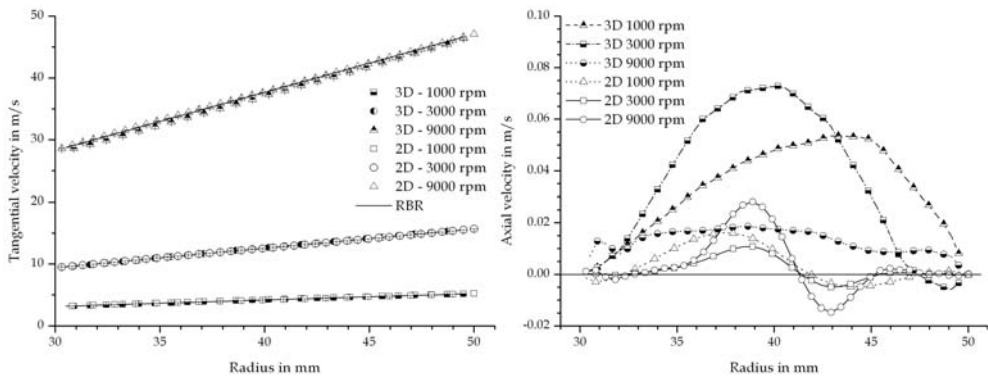 50
40
30
20
10
0
Tangential velocity in m/s
30
35
40
45
50
Radius in mm
3D - 1000 rpm
3D - 3000 rpm
3D - 9000 rpm
2D - 1000 rpm
2D - 3000 rpm
2D - 9000 rpm
RBR
0.10
0.08
0.06
0.04
0.02
0.00
-0.02
Axial velocity in m/s
30
35
40
45
50
Radius in mm
3D 1000 rpm
3D 3000 rpm
3D 9000 rpm
2D 1000 rpm
2D 3000 rpm
2D 9000 rpm